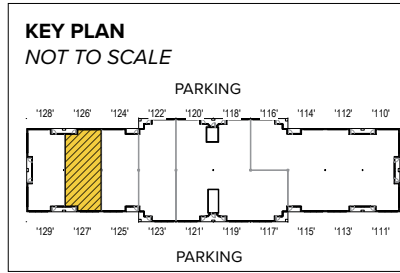 KEY PLAN
NOT TO SCALE
PARKING
'128' '126' '124' '122' '120' '118' '116' '114' '112' '110'
'129' '127' '125' '123' '121' '119' '117' '115' '113' '111'
PARKING